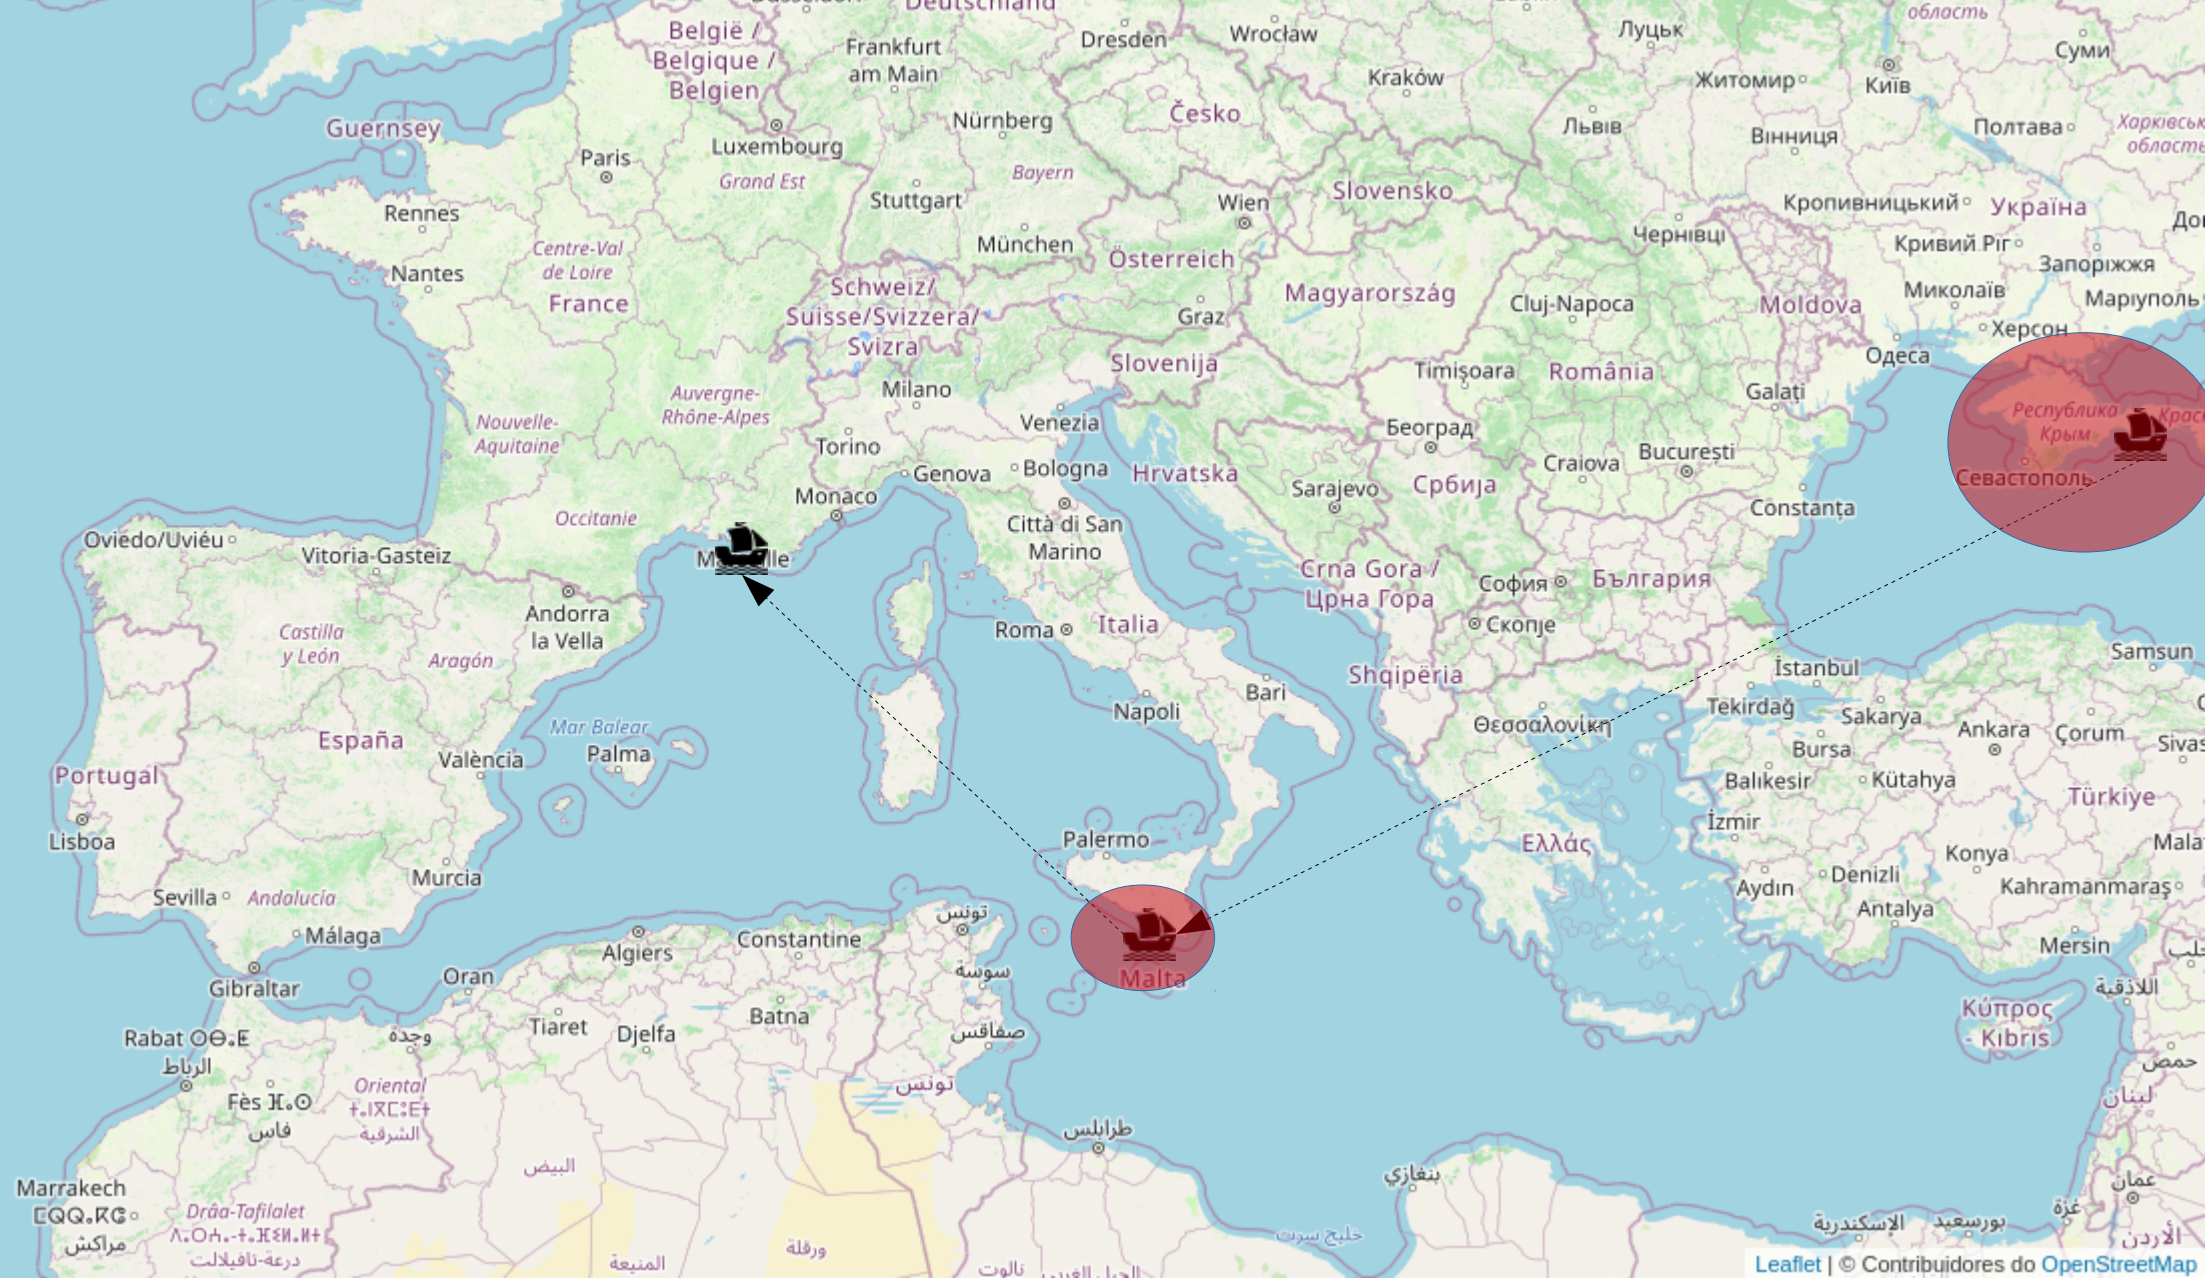 Deutschland
область
België /
Belgique /
Belgien
Frankfurt
am Main
Dresden
Wrocław
Луцьк
Суми
Kraków
Житомир
Київ
Guernsey
Nürnberg
Česko
Львів
Вінниця
Полтава
Харківськ
область
Paris
Luxembourg
Grand Est
Bayern
Slovensko
Stuttgart
Wien
Кропивницький
Україна
Rennes
München
Чернівці
Кривий Ріг
Centre-Val
de Loire
Österreich
Запоріжжя
Nantes
France
Schweiz/
Suisse/Svizzera/
Svizra
Magyarország
Cluj-Napoca
Moldova
Миколаїв
Маріуполь
Graz
Херсон
Slovenija
Одеса
Timișoara
România
Milano
Galați
Auvergne-
Rhône-Alpes
Nouvelle-
Aquitaine
Venezia
Београд
Республика
Крым
Torino
Genova
Bologna
Hrvatska
Craiova
București
Севастополь
Sarajevo
Србија
Monaco
Constanța
Occitanie
Città di San
Marino
Oviedo/Uviéu
Vitoria-Gasteiz
Crna Gora /
Црна Гора
София
България
Andorra
la Vella
Roma
Italia
Скопје
Castilla
y León
Aragón
Shqipëria
İstanbul
Samsun
Bari
Napoli
Tekirdağ
Sakarya
Θεσσαλονίκη
Mar Balear
España
Palma
València
Ankara
Çorum
Sivas
Bursa
Portugal
Balıkesir
Kütahya
Türkiye
İzmir
Lisboa
Palermo
Ελλάς
Konya
Murcia
Denizli
Aydın
Kahramanmaraş
Sevilla
Andalucía
Antalya
تونس
Málaga
Constantine
Algiers
Mersin
حلب
Oran
سوسة
Malta
Gibraltar
اللاذقية
Κύπρος
- Kıbrıs
Batna
Tiaret
Djelfa
صفاقس
وجدة
Rabat ⵔⴱⴰⵟ
الرباط
حمص
Oriental
الشرقية
تونس
لبنان
Fès ⴼⴰⵙ
فاس
طرابلس
البيض
بنغازي
Marrakech
مراكش
عمان
غزة
Drâa-Tafilalet
درعة-تافيلالت
الإسكندرية
بورسعيد
خليج سرت
الأردن
ورقلة
المنيعة
نالوت
Leaflet | © Contribuidores do OpenStreetMap